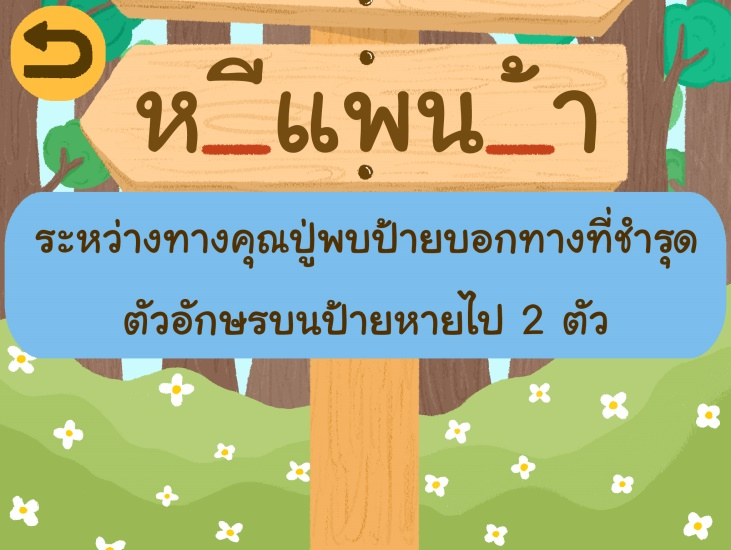 ห_ีแพน_้า
ระหว่างทางคุณปู่พบป้ายบอกทางที่ชำรุด
ตัวอักษรบนป้ายหายไป 2 ตัว